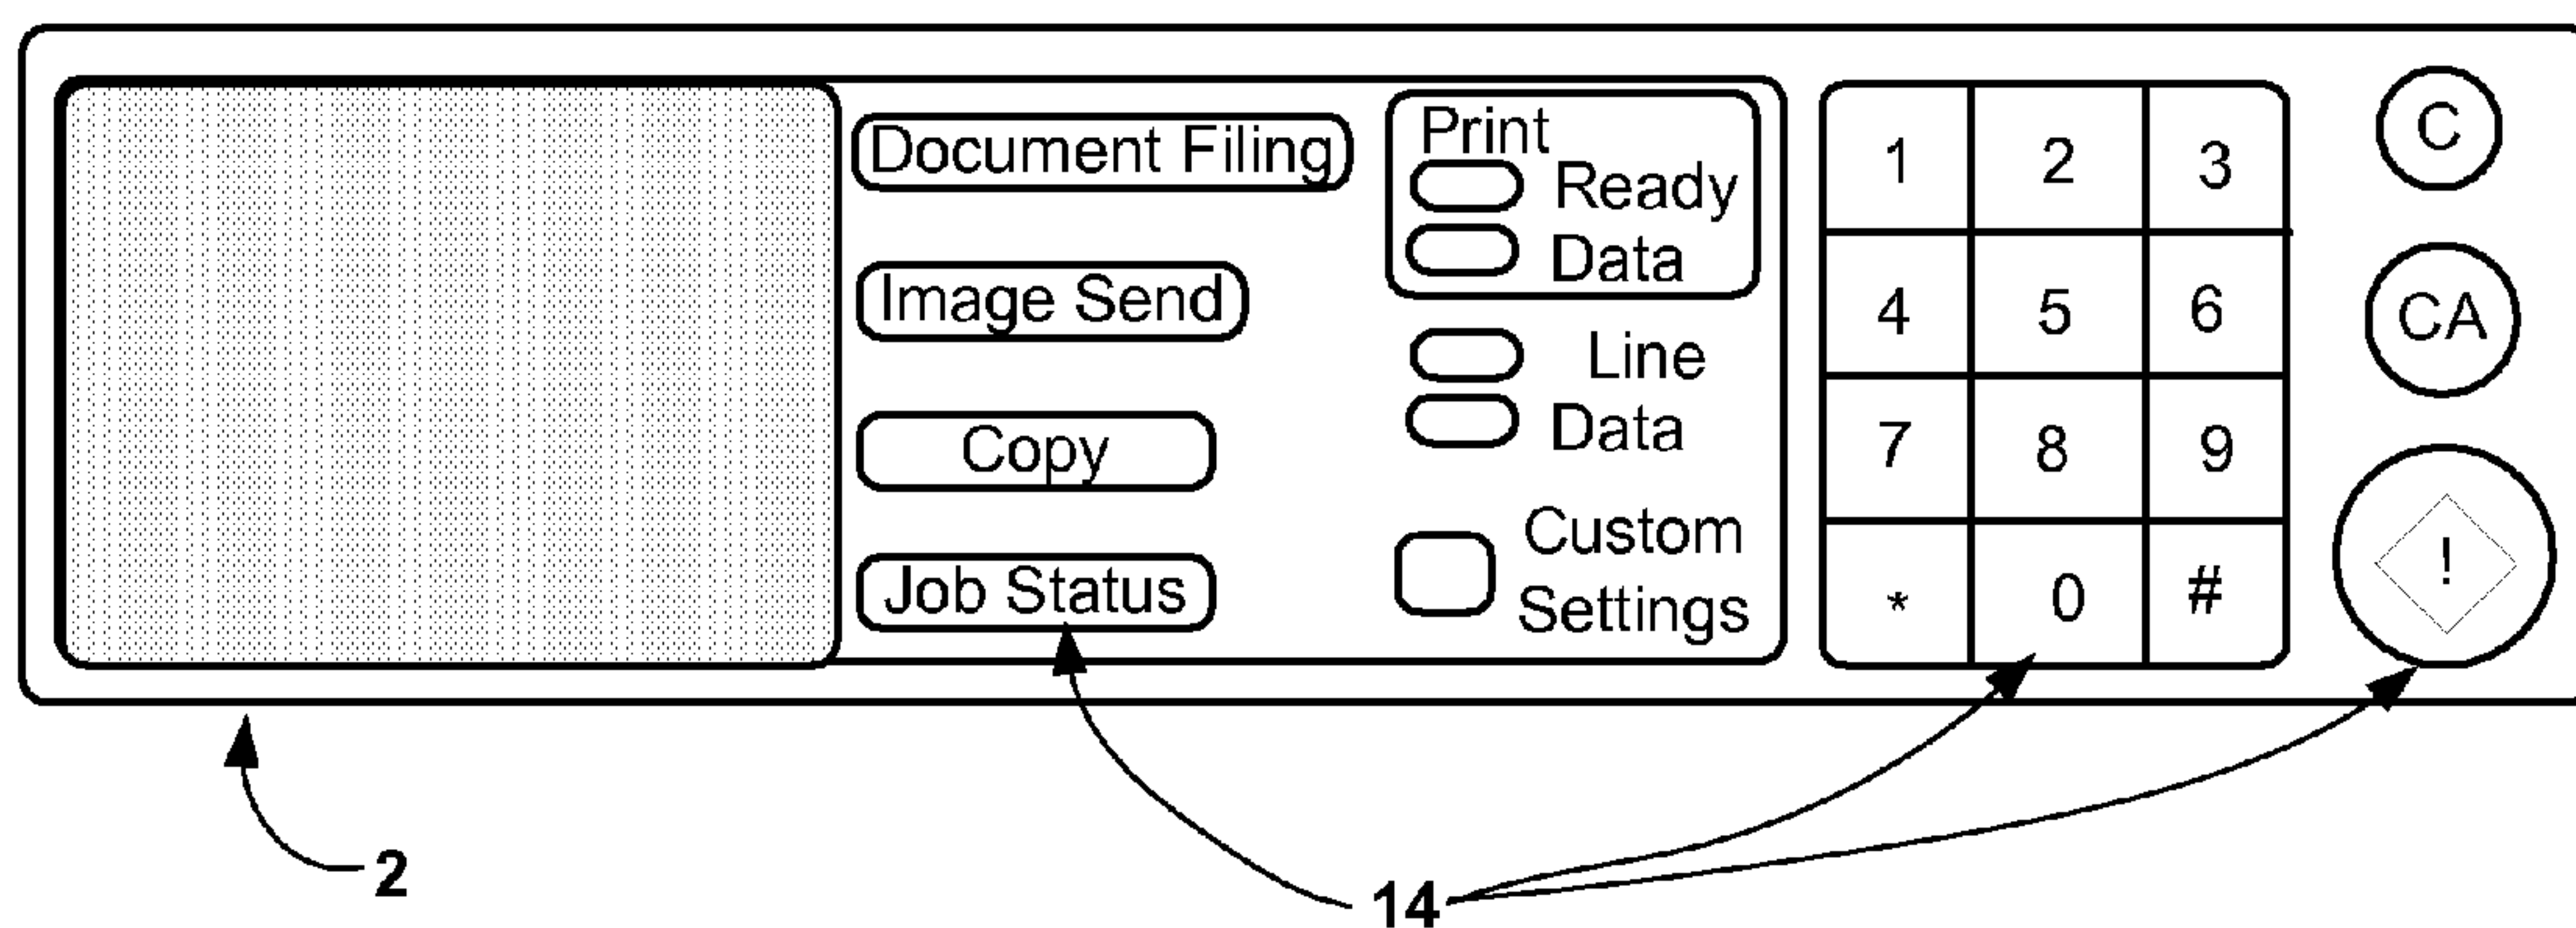 Document Filing
Image Send
Copy
Job Status
Print
Ready
Data
Line
Data
Custom
Settings
1 2 3
4 5 6
7 8 9
* 0 #
C
CA
!
2
14